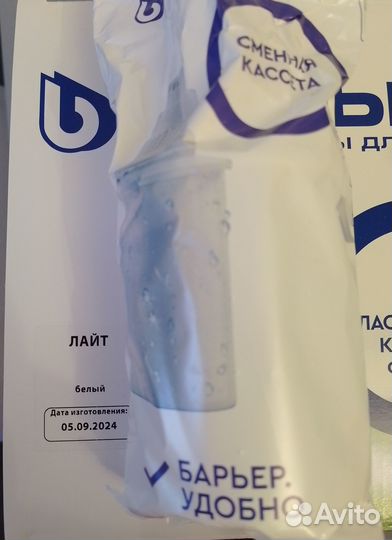 СМЕННАЯ
КАССЕТА
ЛАЙТ
белый
Дата изготовления:
05.09.2024
БАРЬЕР.
УДОБНО
Avito